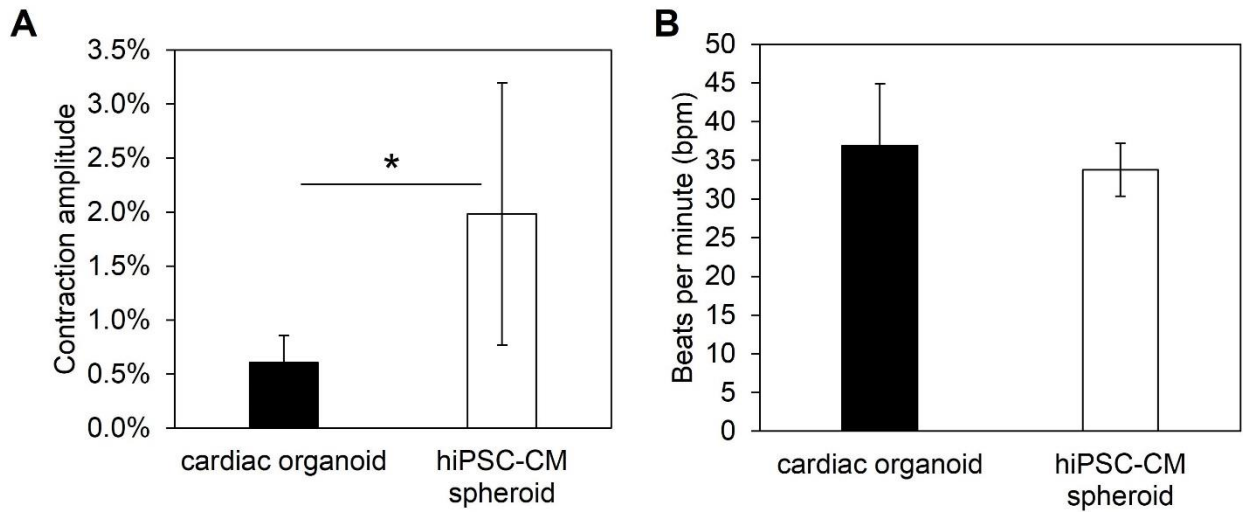 A
Contraction amplitude
3.5%
3.0%
2.5%
2.0%
1.5%
1.0%
0.5%
0.0%
*
cardiac organoid
hiPSC-CM
spheroid
B
Beats per minute (bpm)
50
45
40
35
30
25
20
15
10
5
0
cardiac organoid
hiPSC-CM
spheroid